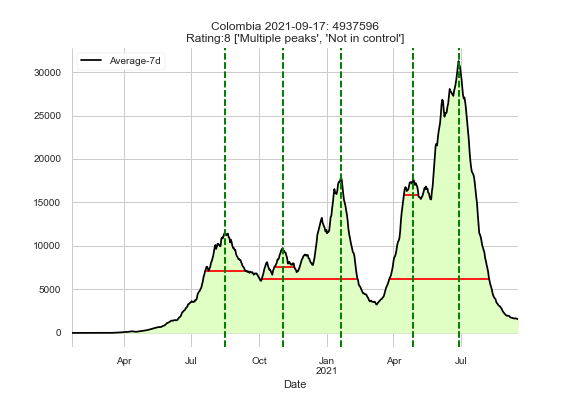 Colombia 2021-09-17: 4937596
Rating:8 ['Multiple peaks', 'Not in control']
Average-7d
30000
25000
20000
15000
10000
5000
0
Apr Jul Oct Jan Apr Jul
2021
Date